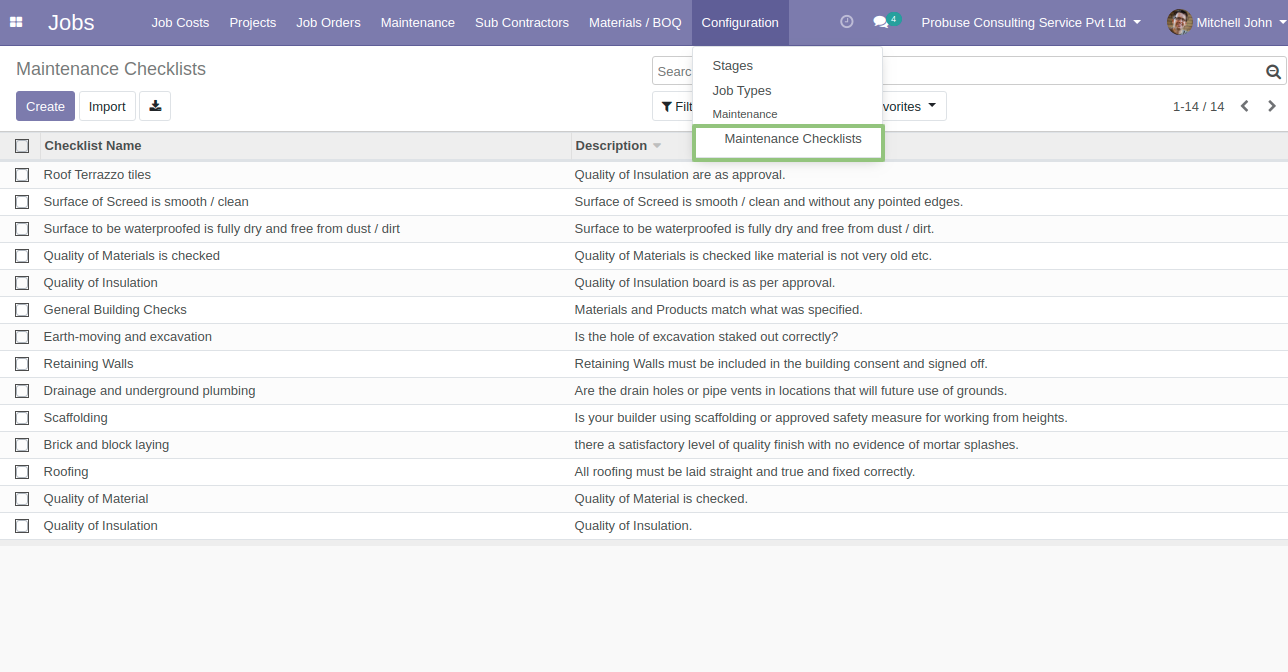 Jobs Job Costs Projects Job Orders Maintenance Sub Contractors Materials / BOQ Configuration 4 Probuse Consulting Service Pvt Ltd Mitchell John
Maintenance Checklists
Searc
Stages
Job Types
Maintenance
Maintenance Checklists
Create Import Filt vorites 1-14 / 14
Checklist Name Description
Roof Terrazzo tiles Quality of Insulation are as approval.
Surface of Screed is smooth / clean Surface of Screed is smooth / clean and without any pointed edges.
Surface to be waterproofed is fully dry and free from dust / dirt Surface to be waterproofed is fully dry and free from dust / dirt.
Quality of Materials is checked Quality of Materials is checked like material is not very old etc.
Quality of Insulation Quality of Insulation board is as per approval.
General Building Checks Materials and Products match what was specified.
Earth-moving and excavation Is the hole of excavation staked out correctly?
Retaining Walls Retaining Walls must be included in the building consent and signed off.
Drainage and underground plumbing Are the drain holes or pipe vents in locations that will future use of grounds.
Scaffolding Is your builder using scaffolding or approved safety measure for working from heights.
Brick and block laying there a satisfactory level of quality finish with no evidence of mortar splashes.
Roofing All roofing must be laid straight and true and fixed correctly.
Quality of Material Quality of Material is checked.
Quality of Insulation Quality of Insulation.